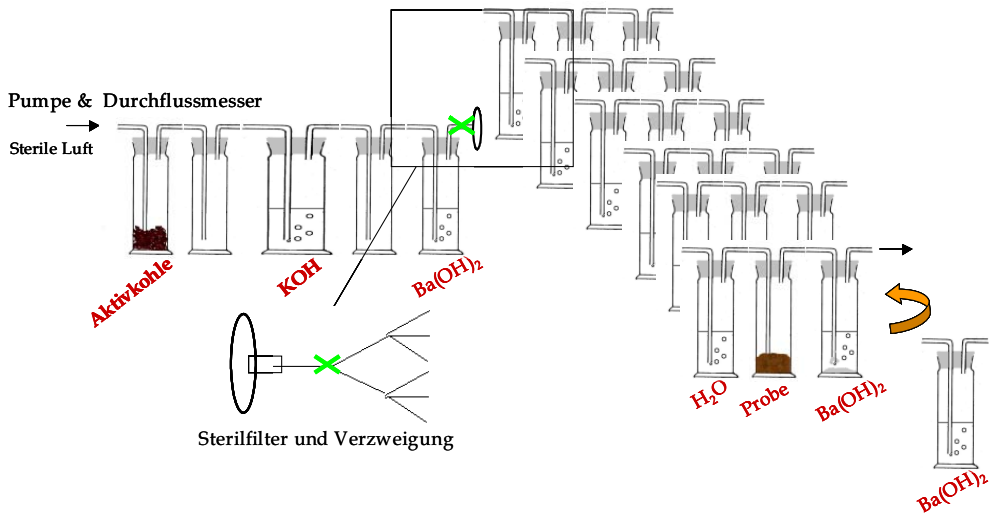 Pumpe & Durchflussmesser
Sterile Luft
Aktivkohle
KOH
Ba(OH)₂
H₂O
Probe
Ba(OH)₂
Sterilfilter und Verzweigung
Ba(OH)₂